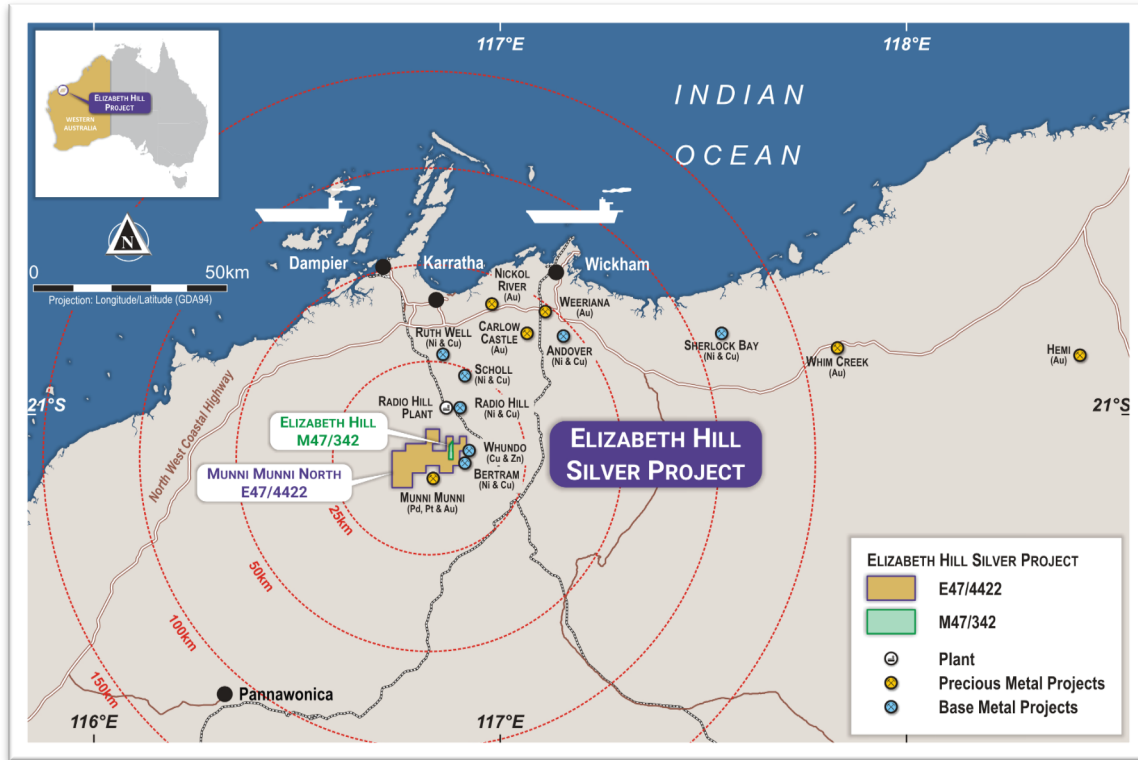 117°E
118°E
ELIZABETH HILL
PROJECT
WESTERN
AUSTRALIA
INDIAN
OCEAN
N
0
50km
Projection: Longitude/Latitude (GDA94)
Dampier
Karratha
Wickham
NICKOL
RIVER
(Au)
WEERIANA
(Au)
RUTH WELL
(Ni & Cu)
CARLOW
CASTLE
(Au)
ANDOVER
(Ni & Cu)
SHERLOCK BAY
(Ni & Cu)
WHIM CREEK
(Au)
HEMI
(Au)
SCHOLL
(Ni & Cu)
RADIO HILL
PLANT
RADIO HILL
(Ni & Cu)
21°S
21°S
North West Coastal Highway
ELIZABETH HILL
M47/342
MUNNI MUNNI NORTH
E47/4422
WHUNDO
(Cu & Zn)
BERTRAM
(Ni & Cu)
MUNNI MUNNI
(Pd, Pt & Au)
ELIZABETH HILL
SILVER PROJECT
25km
50km
100km
150km
Pannawonica
116°E
117°E
118°E
ELIZABETH HILL SILVER PROJECT
E47/4422
M47/342
Plant
Precious Metal Projects
Base Metal Projects